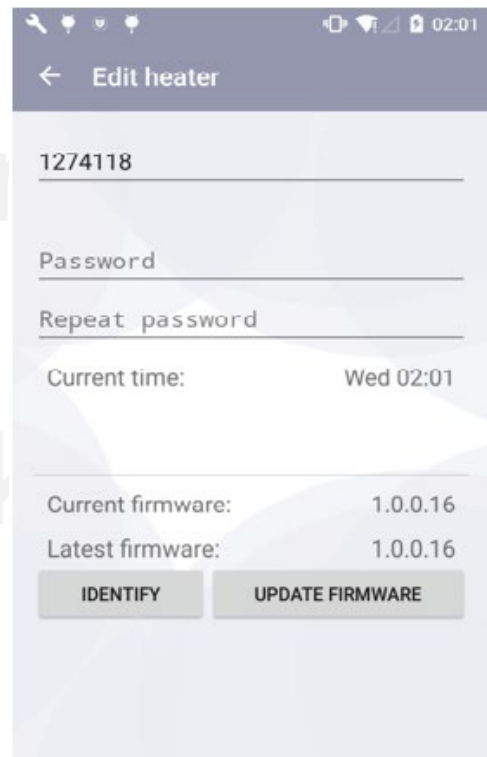 02:01
Edit heater
1274118
Password
Repeat password
Current time: Wed 02:01
Current firmware: 1.0.0.16
Latest firmware: 1.0.0.16
IDENTIFY UPDATE FIRMWARE